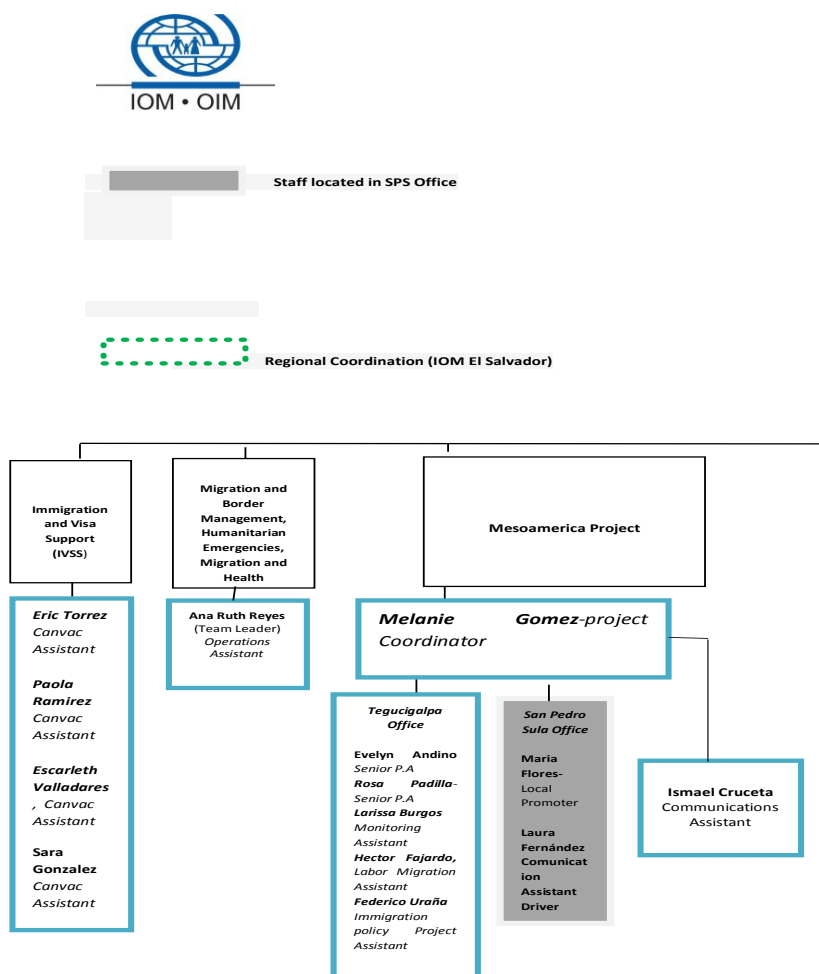 IOM • OIM
Staff located in SPS Office
Regional Coordination (IOM El Salvador)
Immigration
and Visa
Support
(IVSS)
Migration and
Border
Management,
Humanitarian
Emergencies,
Migration and
Health
Mesoamerica Project
Eric Torrez
Canvac
Assistant
Paola
Ramirez
Canvac
Assistant
Escarleth
Valladares
, Canvac
Assistant
Sara
Gonzalez
Canvac
Assistant
Ana Ruth Reyes
(Team Leader)
Operations
Assistant
Melanie Gomez-project
Coordinator
Tegucigalpa
Office
Evelyn Andino
Senior P.A
Rosa Padilla-
Senior P.A
Larissa Burgos
Monitoring
Assistant
Hector Fajardo,
Labor Migration
Assistant
Federico Uraña
Immigration
policy Project
Assistant
San Pedro
Sula Office
Maria
Flores-
Local
Promoter
Laura
Fernández
Comunicat
ion
Assistant
Driver
Ismael Cruceta
Communications
Assistant